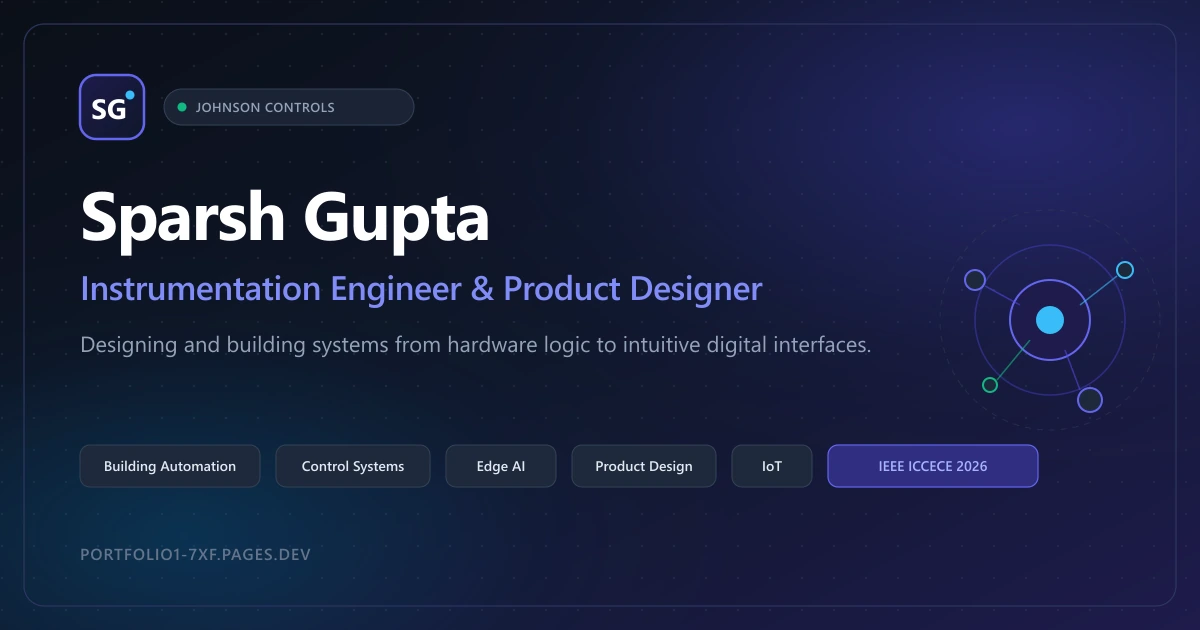 SG
JOHNSON CONTROLS
Sparsh Gupta
Instrumentation Engineer & Product Designer
Designing and building systems from hardware logic to intuitive digital interfaces.
Building Automation
Control Systems
Edge AI
Product Design
IoT
IEEE ICCECE 2026
PORTFOLIO1-7XF.PAGES.DEV